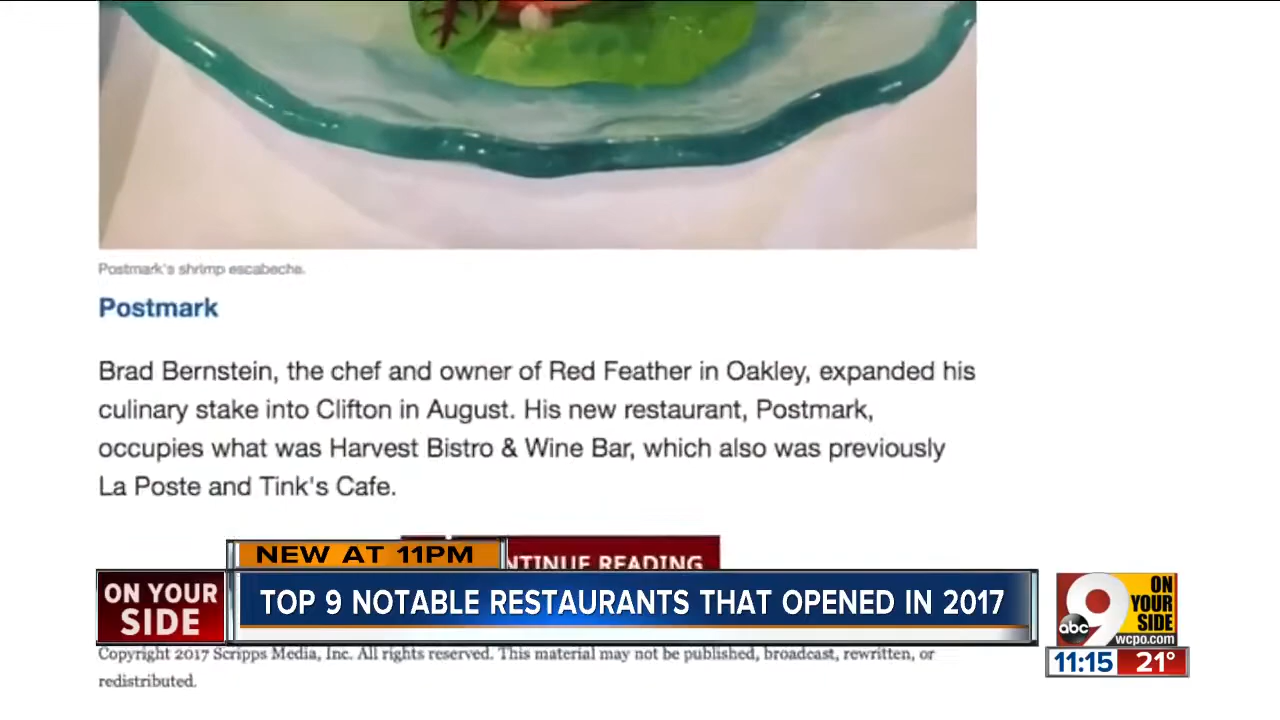 Postmark's shrimp escabeche.
Postmark
Brad Bernstein, the chef and owner of Red Feather in Oakley, expanded his
culinary stake into Clifton in August. His new restaurant, Postmark,
occupies what was Harvest Bistro & Wine Bar, which also was previously
La Poste and Tink's Cafe.
NEW AT 11PM
NTINUE READING
ON YOUR
SIDE
TOP 9 NOTABLE RESTAURANTS THAT OPENED IN 2017
abc 9
ON
YOUR
SIDE
wcpo.com
11:15 21°
Copyright 2017 Scripps Media, Inc. All rights reserved. This material may not be published, broadcast, rewritten, or
redistributed.